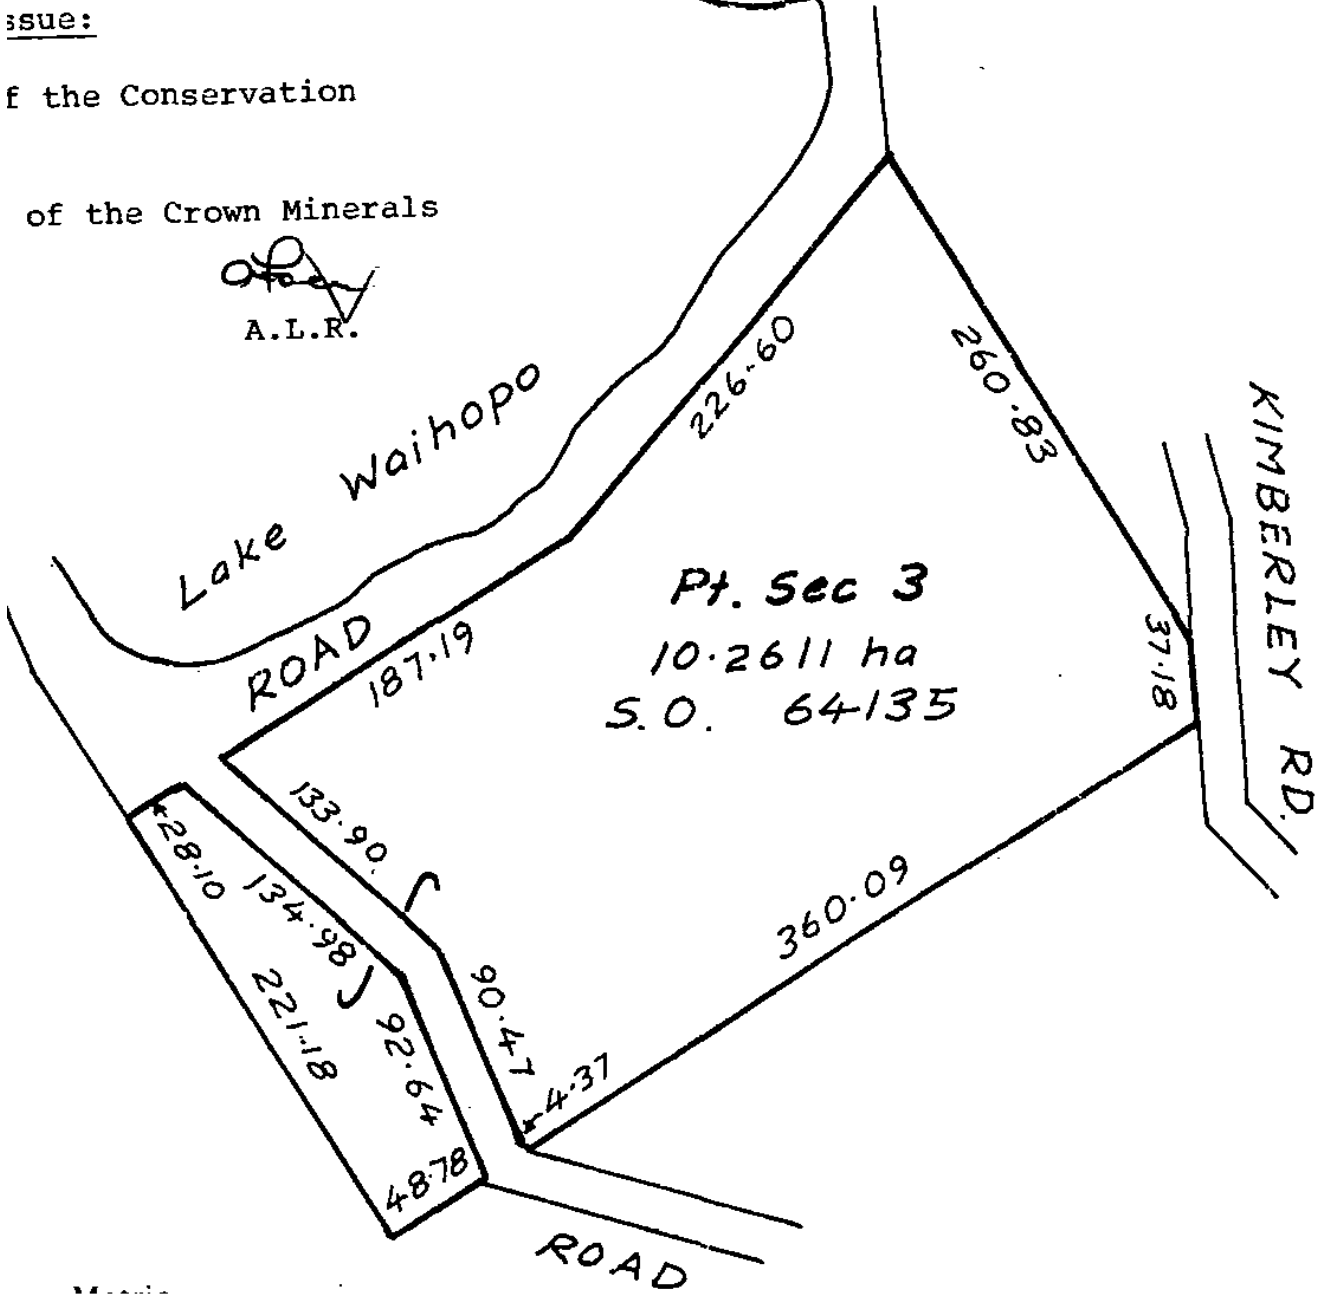 ssue:
f the Conservation
of the Crown Minerals
A.L.R.
Lake Waihopo
ROAD
226.60
260.83
KIMBERLEY RD.
Pt. Sec 3
10.2611 ha
S.O. 64135
37.18
187.19
133.90
28.10
134.98
360.09
221.18
92.64
90.47
4.37
48.78
ROAD